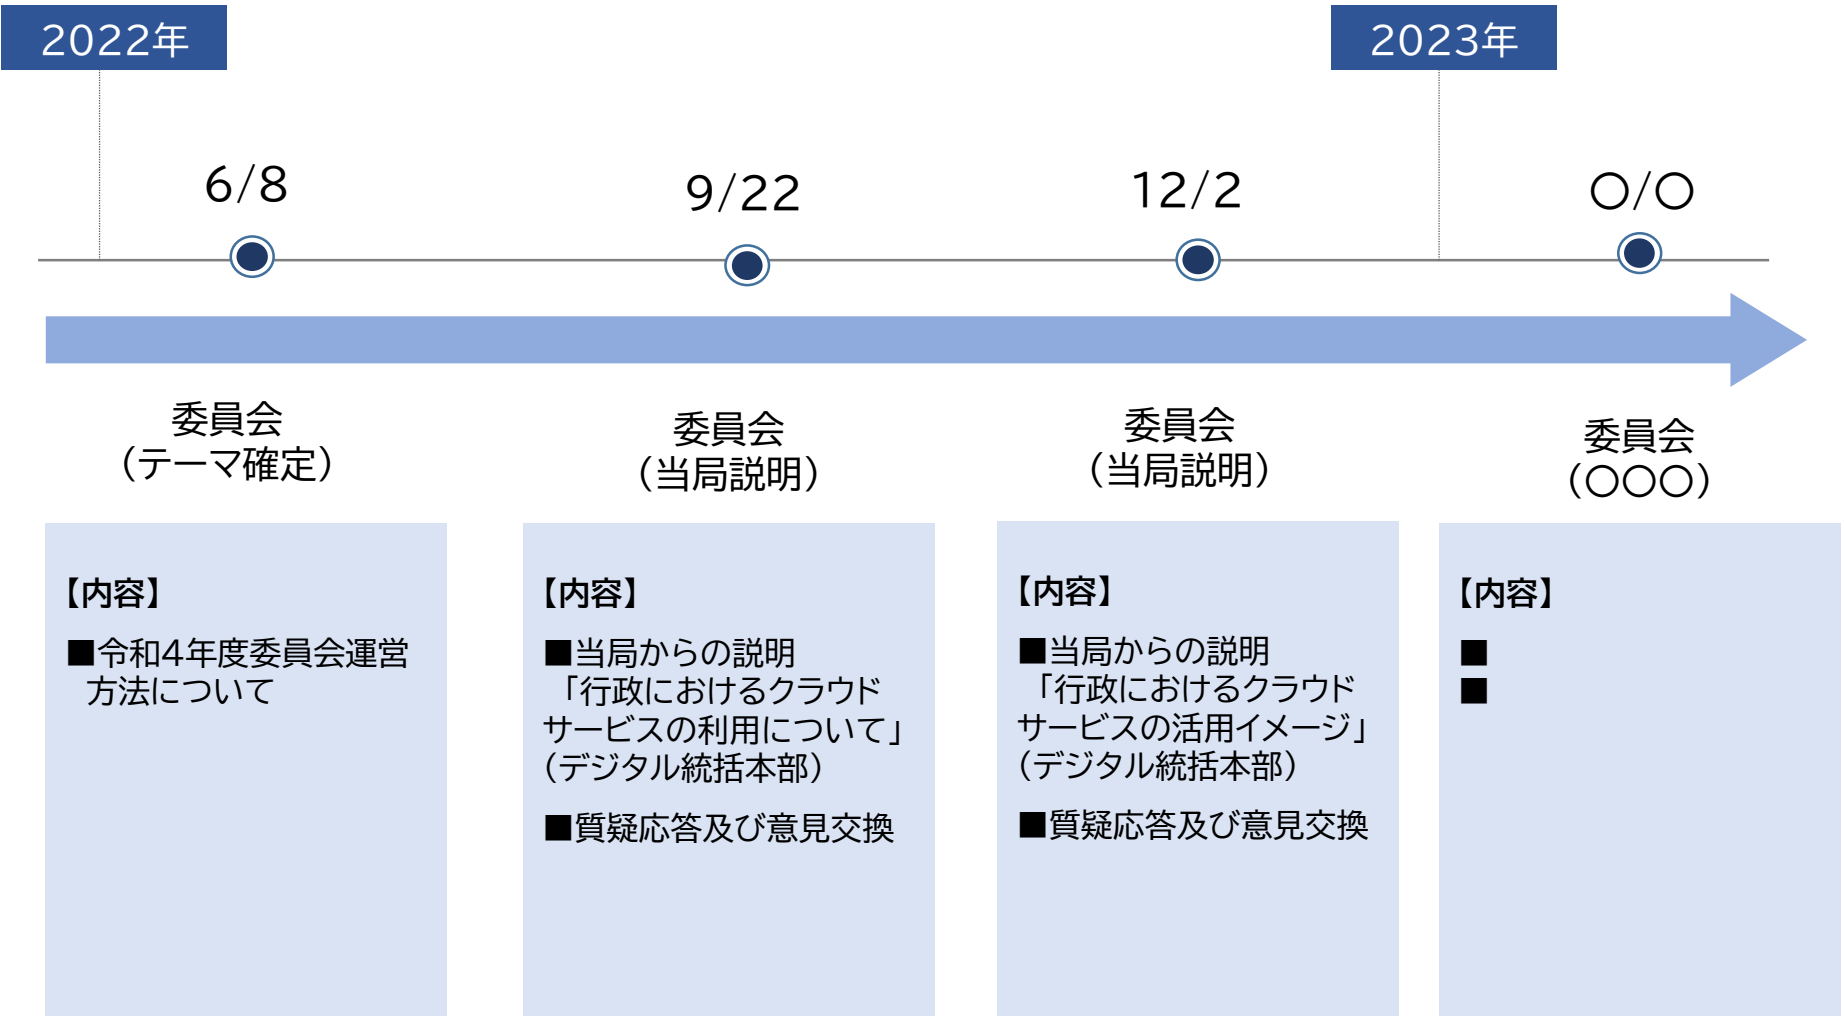 2022年
2023年
6/8
9/22
12/2
〇/〇
委員会
（テーマ確定）
委員会
（当局説明）
委員会
（当局説明）
委員会
（〇〇〇）
【内容】
■令和4年度委員会運営
方法について
【内容】
■当局からの説明
「行政におけるクラウド
サービスの利用について」
（デジタル統括本部）
■質疑応答及び意見交換
【内容】
■当局からの説明
「行政におけるクラウド
サービスの活用イメージ」
（デジタル統括本部）
■質疑応答及び意見交換
【内容】
■
■